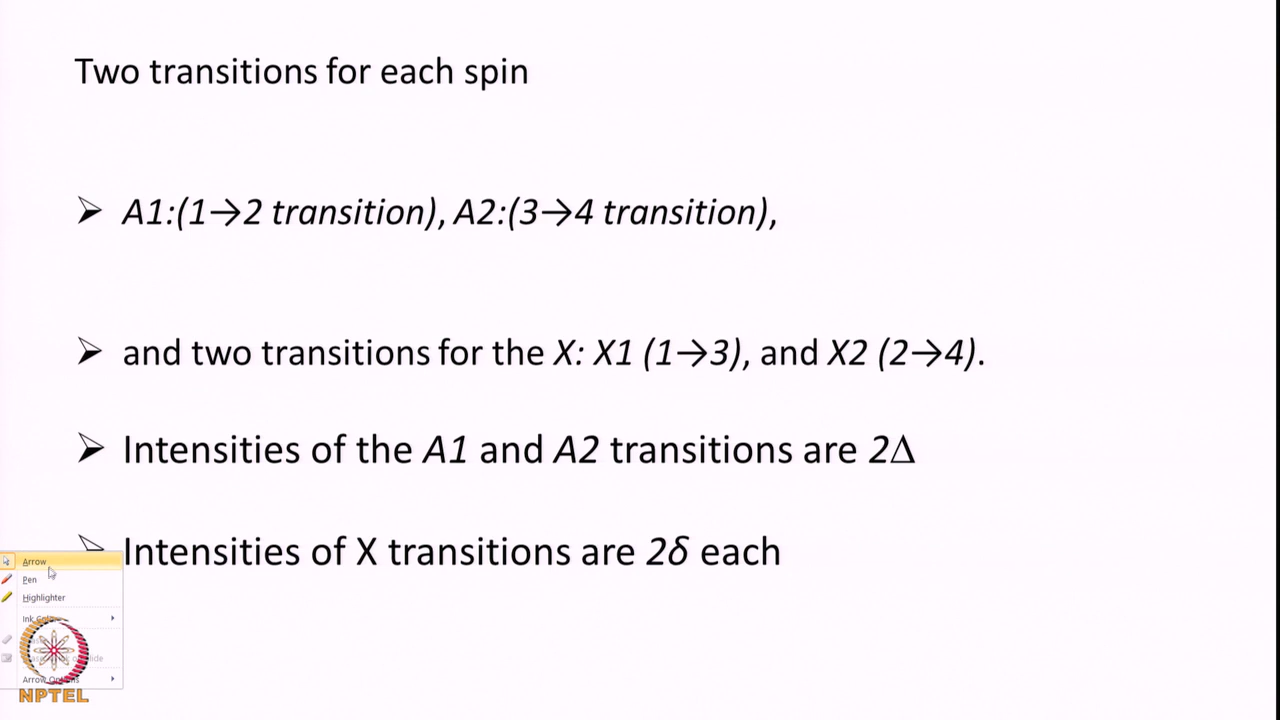 Two transitions for each spin
➢ A1:(1→2 transition), A2:(3→4 transition),
➢ and two transitions for the X: X1 (1→3), and X2 (2→4).
➢ Intensities of the A1 and A2 transitions are 2Δ
➢ Intensities of X transitions are 2δ each
Arrow
Pen
Highlighter
Ink
Arrow
NPTEL